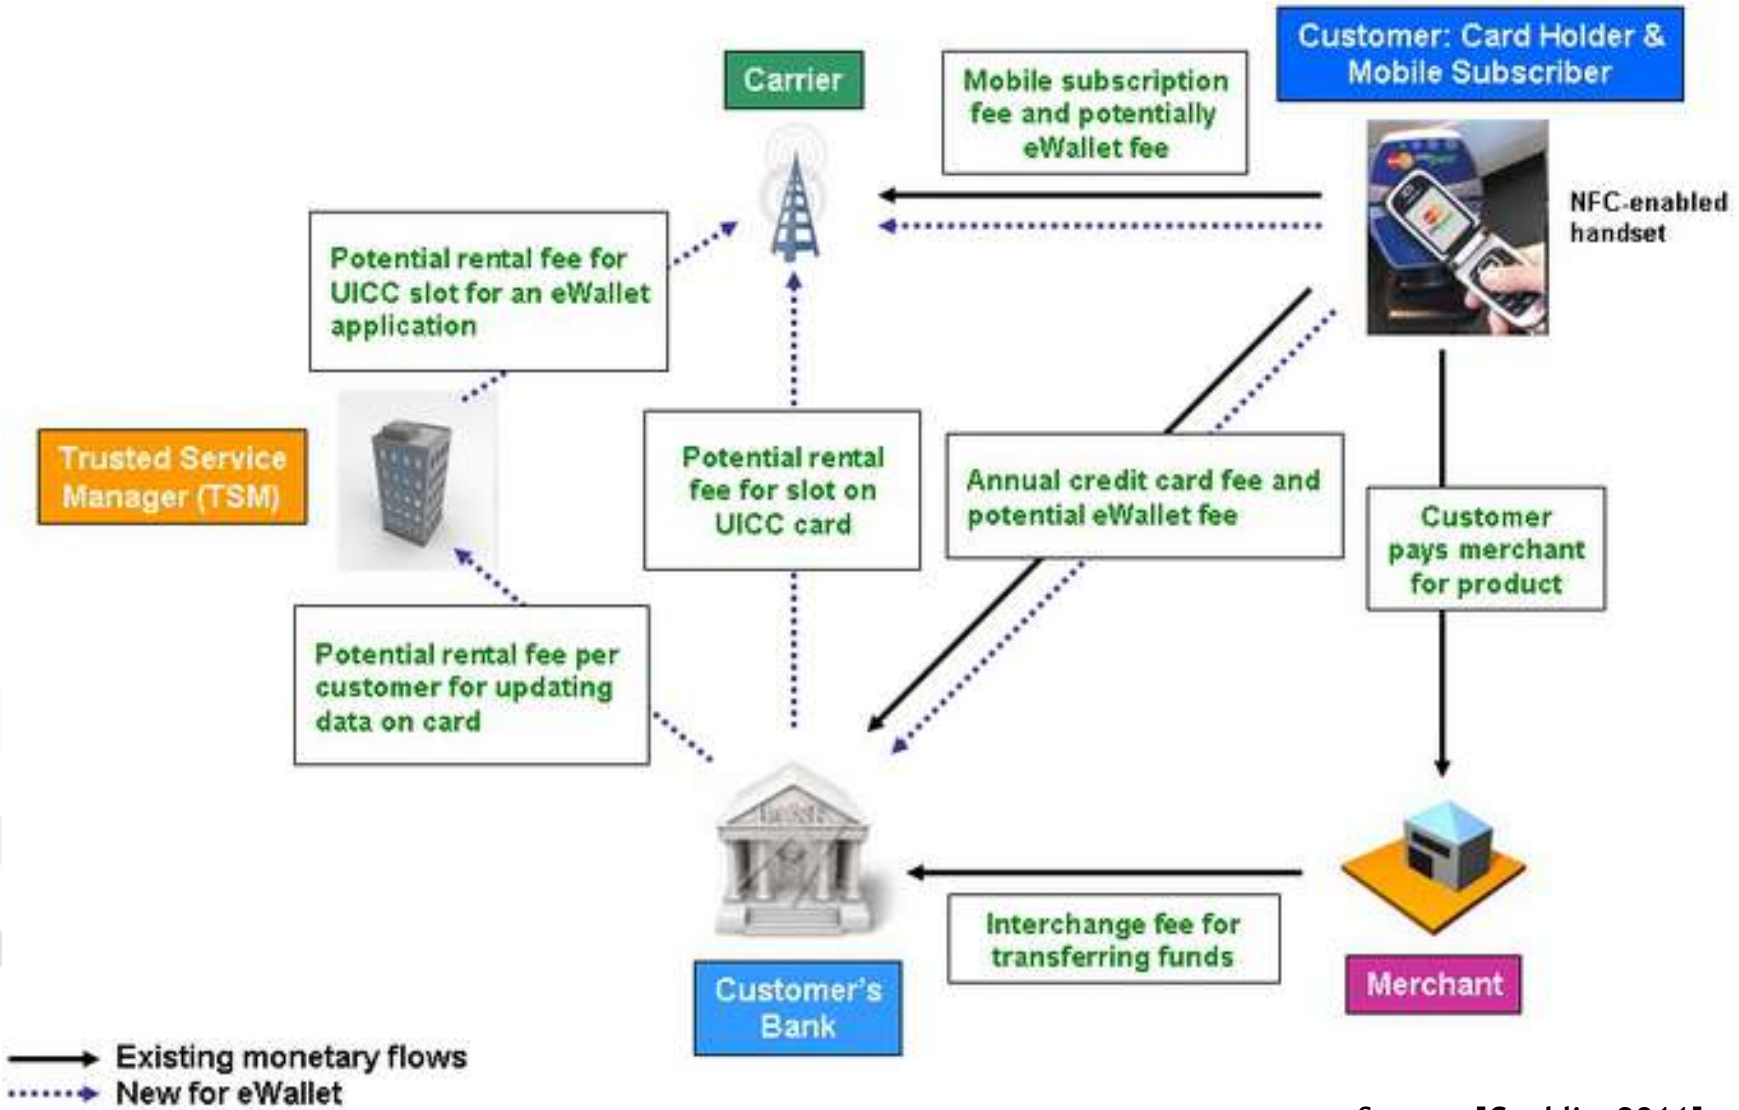 Customer: Card Holder &
Mobile Subscriber
Carrier
Mobile subscription
fee and potentially
eWallet fee
NFC-enabled
handset
Potential rental fee for
UICC slot for an eWallet
application
Trusted Service
Manager (TSM)
Potential rental
fee for slot on
UICC card
Annual credit card fee and
potential eWallet fee
Customer
pays merchant
for product
Potential rental fee per
customer for updating
data on card
BANK
Interchange fee for
transferring funds
Customer's
Bank
Merchant
Existing monetary flows
New for eWallet